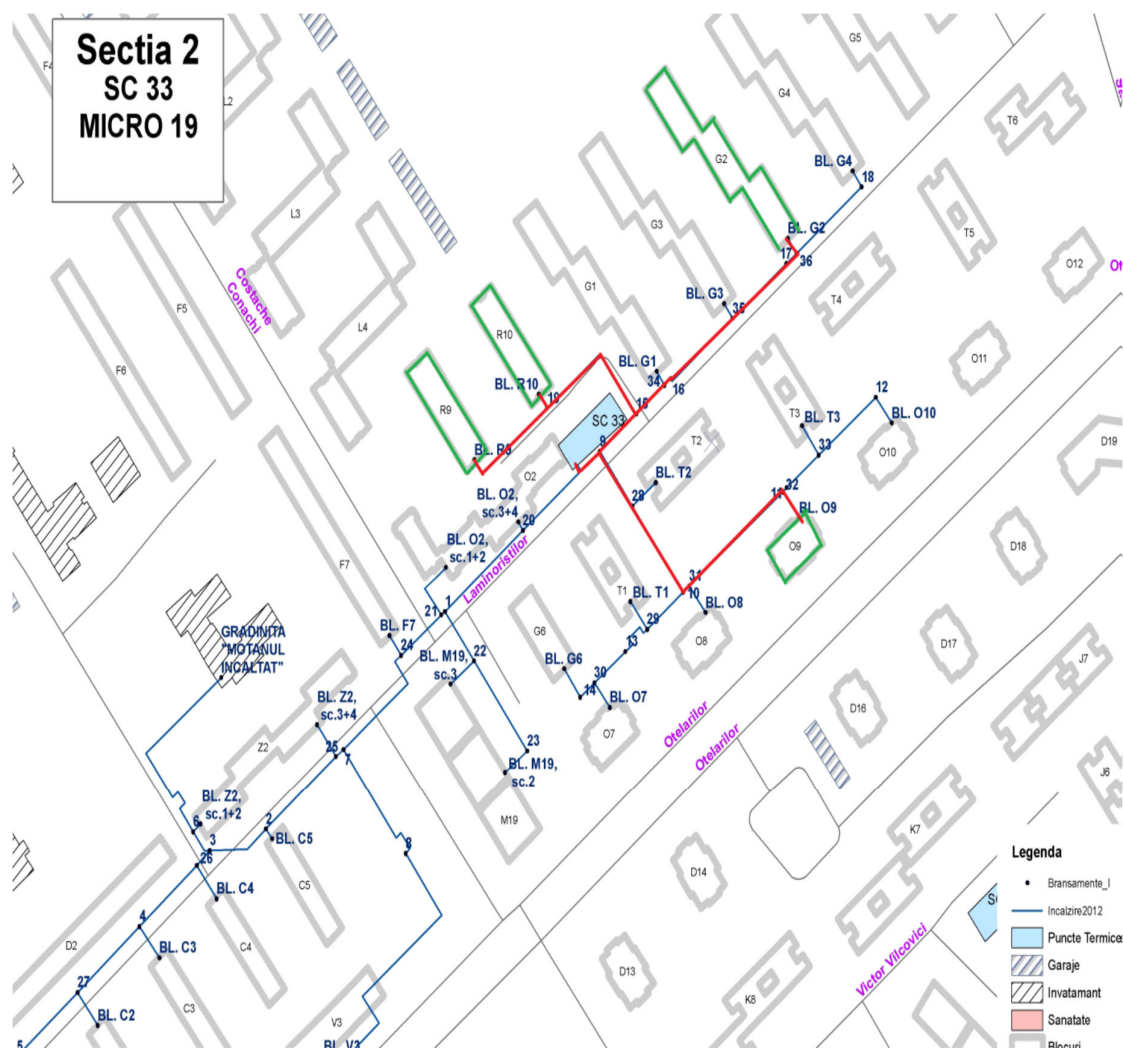 Sectia 2
SC 33
MICRO 19
F4
L2
G5
G4
T6
BL. G4
18
G2
T5
L3
F5
Costache
Conachi
G3
BL. G2
17
36
O12
T4
L4
G1
BL. G3
35
F6
R10
O11
BL. G1
34
16
12
BL. R10
19
R9
15
SC 33
T3
BL. T3
BL. O10
D19
T2
9
33
O10
BL. R9
O2
BL. T2
32
11
BL. O9
28
BL. O2,
sc.3+4
20
O9
D18
BL. O2,
sc.1+2
Laminoristilor
F7
31
10
T1
BL. T1
BL. O8
1
21
29
GRADINITA
"MOTANUL
INCALTAT"
BL. F7
24
G6
13
O8
D17
J7
BL. M19,
sc.3
22
BL. G6
30
14
BL. O7
D16
BL. Z2,
sc.3+4
Otelarilor
Otelarilor
O7
Z2
25
7
23
BL. M19,
sc.2
J6
BL. Z2,
sc.1+2
M19
6
3
2
BL. C5
K7
26
8
Legenda
D14
BL. C4
C5
Bransamente_I
Incalzire2012
4
Puncte Termice
D2
BL. C3
C4
Garaje
D13
Victor Vilcovici
27
Invatamant
C3
K8
Sanatate
BL. C2
V3
5
BL. V3
Blocuri